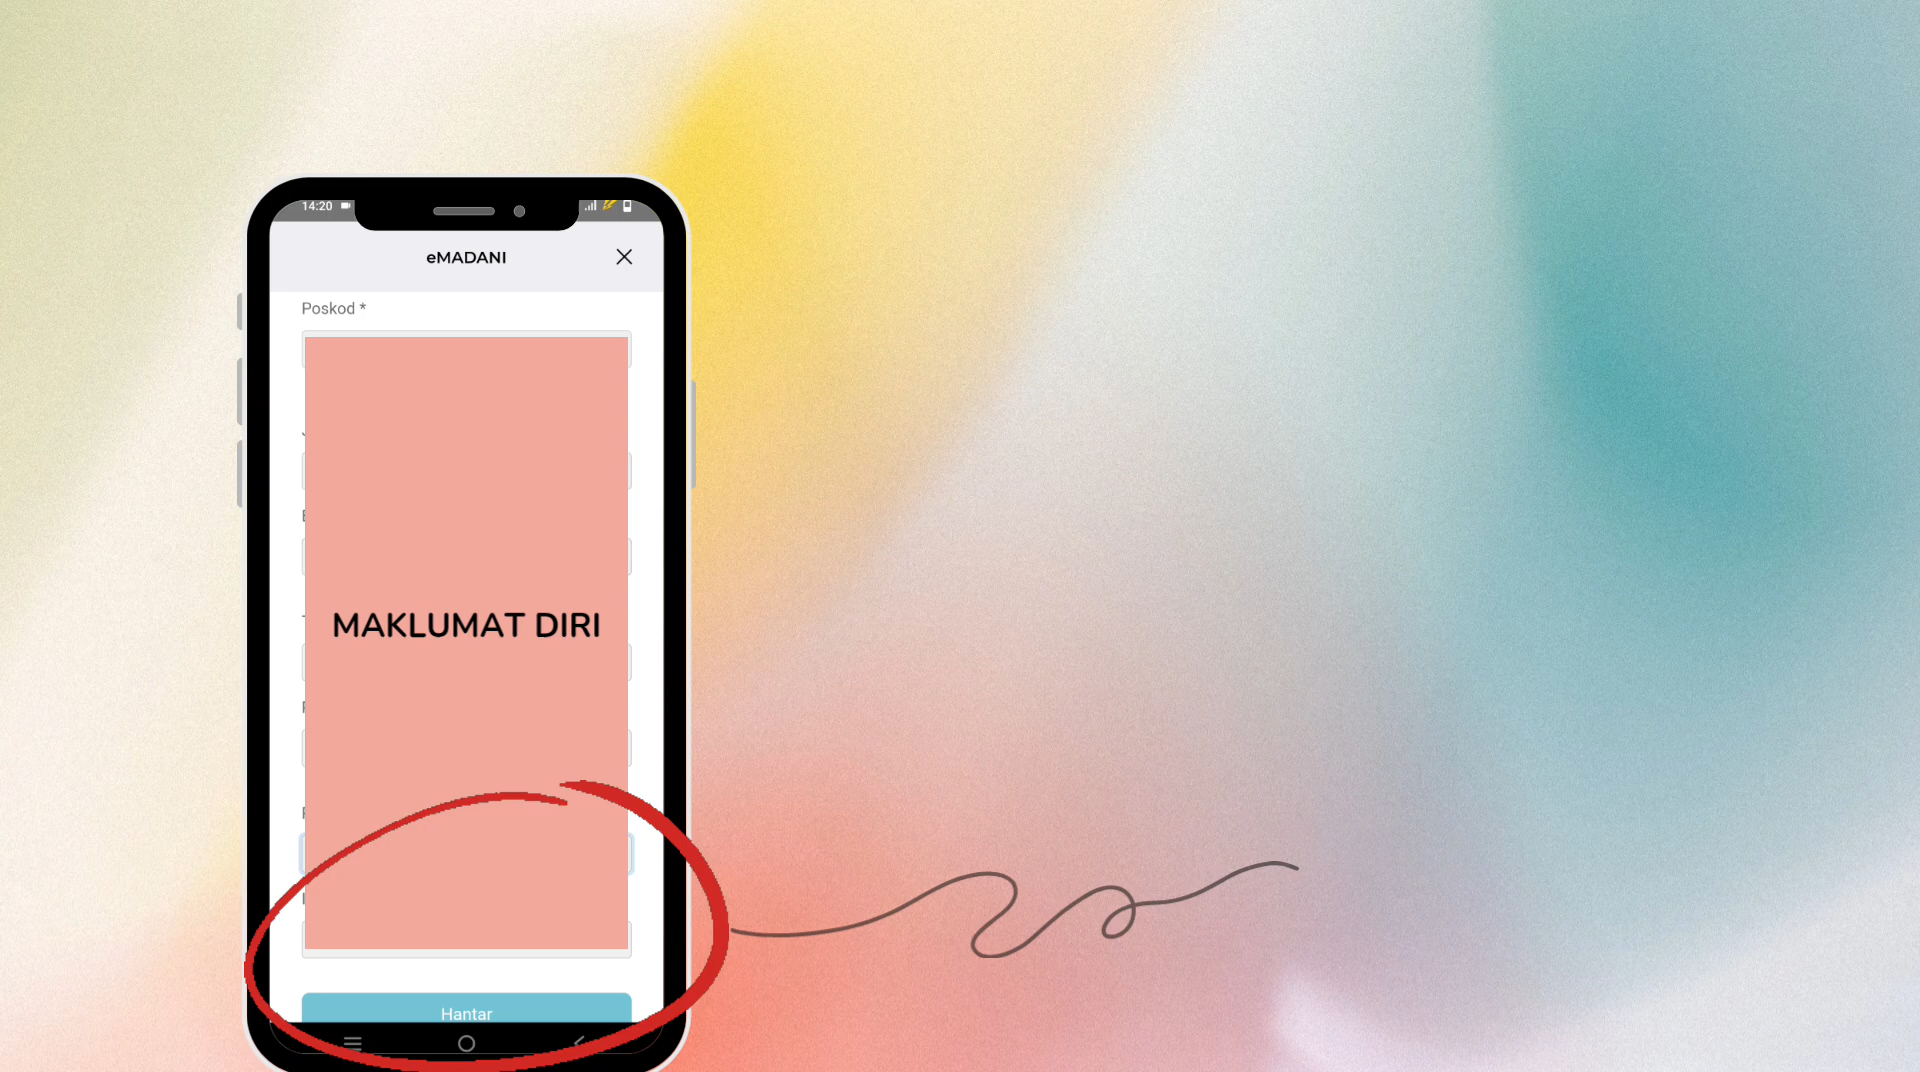 14:20
eMADANI
Poskod *
MAKLUMAT DIRI
Hantar